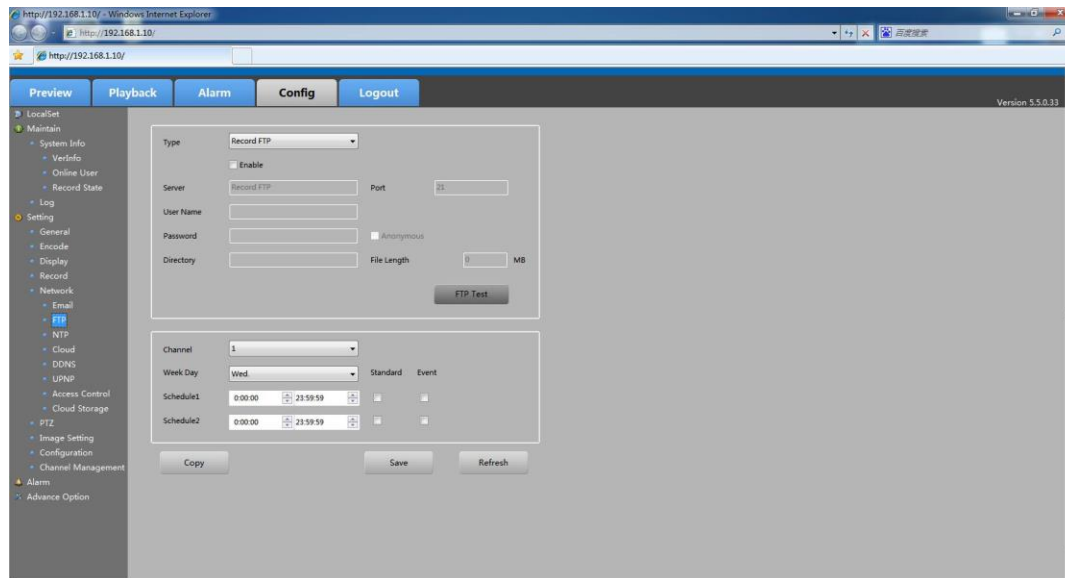 http://192.168.1.10/ - Windows Internet Explorer
http://192.168.1.10/
百度搜索
http://192.168.1.10/
Preview Playback Alarm Config Logout
Version 5.5.0.33
LocalSet
Maintain
System Info
VerInfo
Online User
Record State
Log
Setting
General
Encode
Display
Record
Network
Email
FTP
NTP
Cloud
DDNS
UPNP
Access Control
Cloud Storage
PTZ
Image Setting
Configuration
Channel Management
Alarm
Advance Option
Type Record FTP
Enable
Server Record FTP Port 21
User Name
Password Anonymous
Directory File Length 0 MB
FTP Test
Channel 1
Week Day Wed. Standard Event
Schedule1 0:00:00 23:59:59
Schedule2 0:00:00 23:59:59
Copy Save Refresh